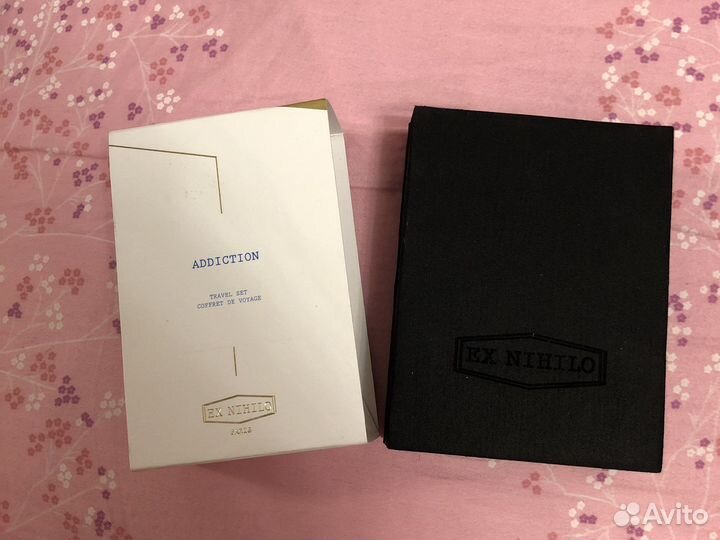 ADDICTION
TRAVEL SET
COFFRET DE VOYAGE
EX NIHILO
PARIS
EX NIHILO
Avito